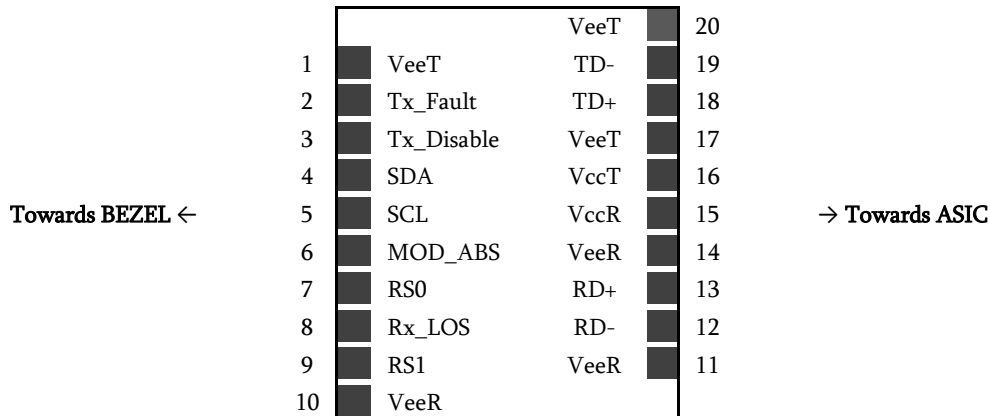 VeeT 20
1 VeeT TD- 19
2 Tx_Fault TD+ 18
3 Tx_Disable VeeT 17
4 SDA VccT 16
Towards BEZEL ← 5 SCL VccR 15 → Towards ASIC
6 MOD_ABS VeeR 14
7 RS0 RD+ 13
8 Rx_LOS RD- 12
9 RS1 VeeR 11
10 VeeR